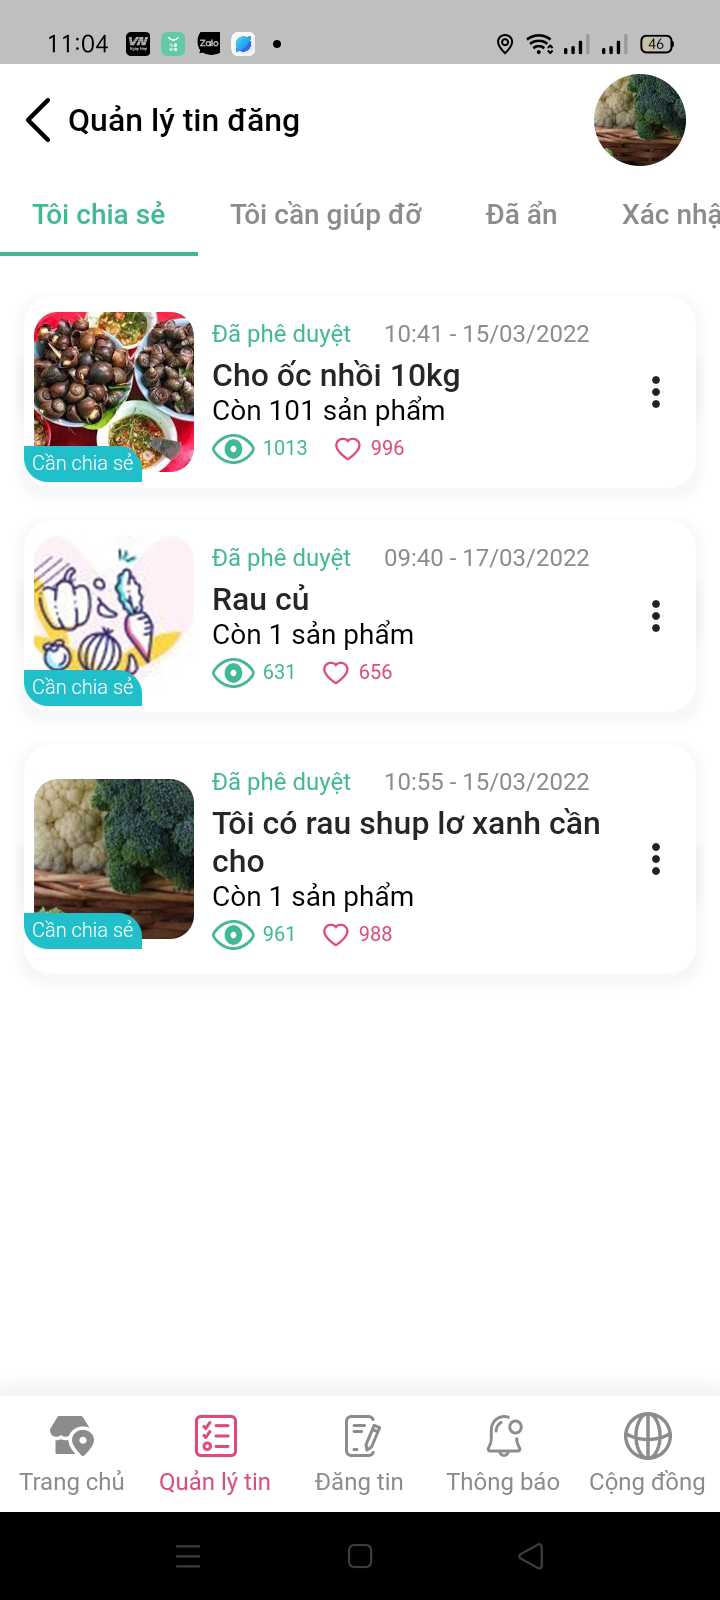 11:04
VN
Ngày Nay
Zalo
46
Quản lý tin đăng
Tôi chia sẻ
Tôi cần giúp đỡ
Đã ẩn
Xác nhậ
Đã phê duyệt 10:41 - 15/03/2022
Cho ốc nhồi 10kg
Còn 101 sản phẩm
1013 996
Cần chia sẻ
Đã phê duyệt 09:40 - 17/03/2022
Rau củ
Còn 1 sản phẩm
631 656
Cần chia sẻ
Đã phê duyệt 10:55 - 15/03/2022
Tôi có rau shup lơ xanh cần
cho
Còn 1 sản phẩm
961 988
Cần chia sẻ
Trang chủ
Quản lý tin
Đăng tin
Thông báo
Cộng đồng